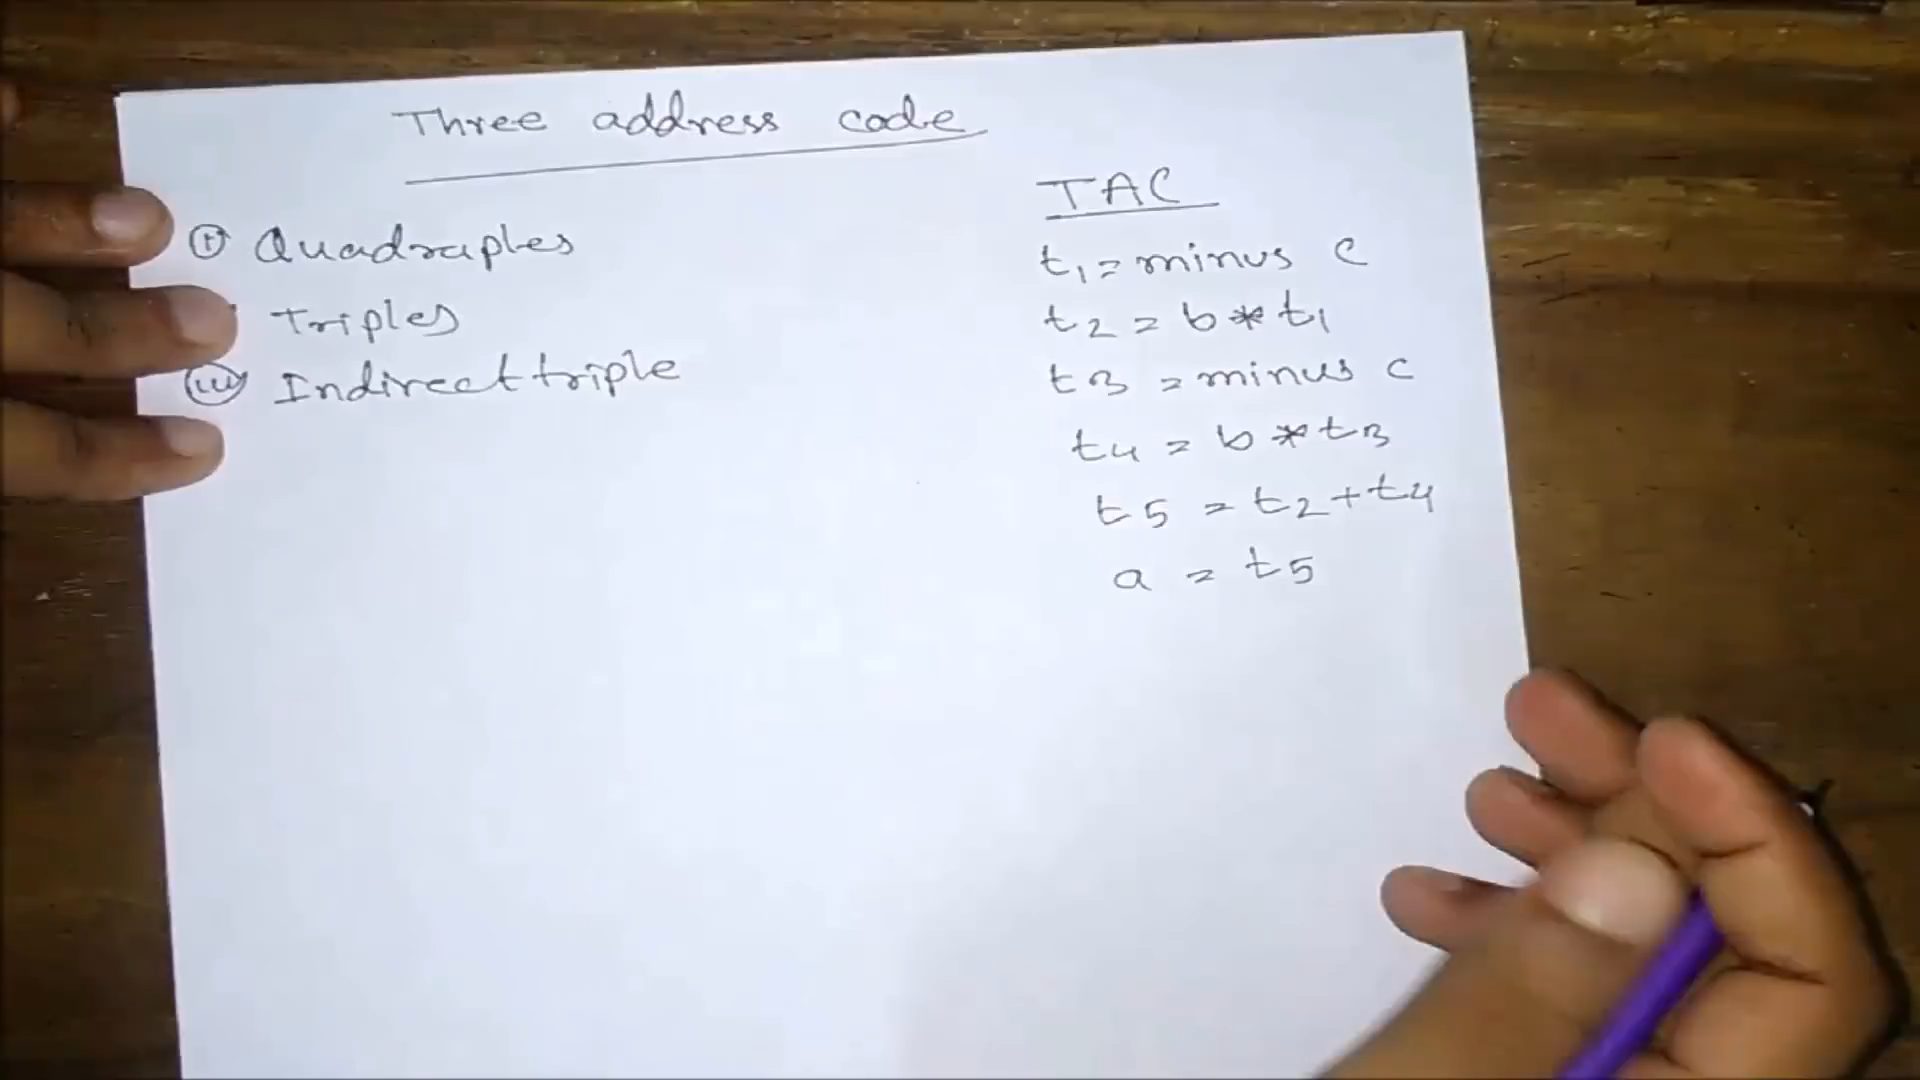 Three address code
(i) Quadraples
Triples
(iii) Indirect triple
TAC
t1 = minus c
t2 = b * t1
t3 = minus c
t4 = b * t3
t5 = t2 + t4
a = t5